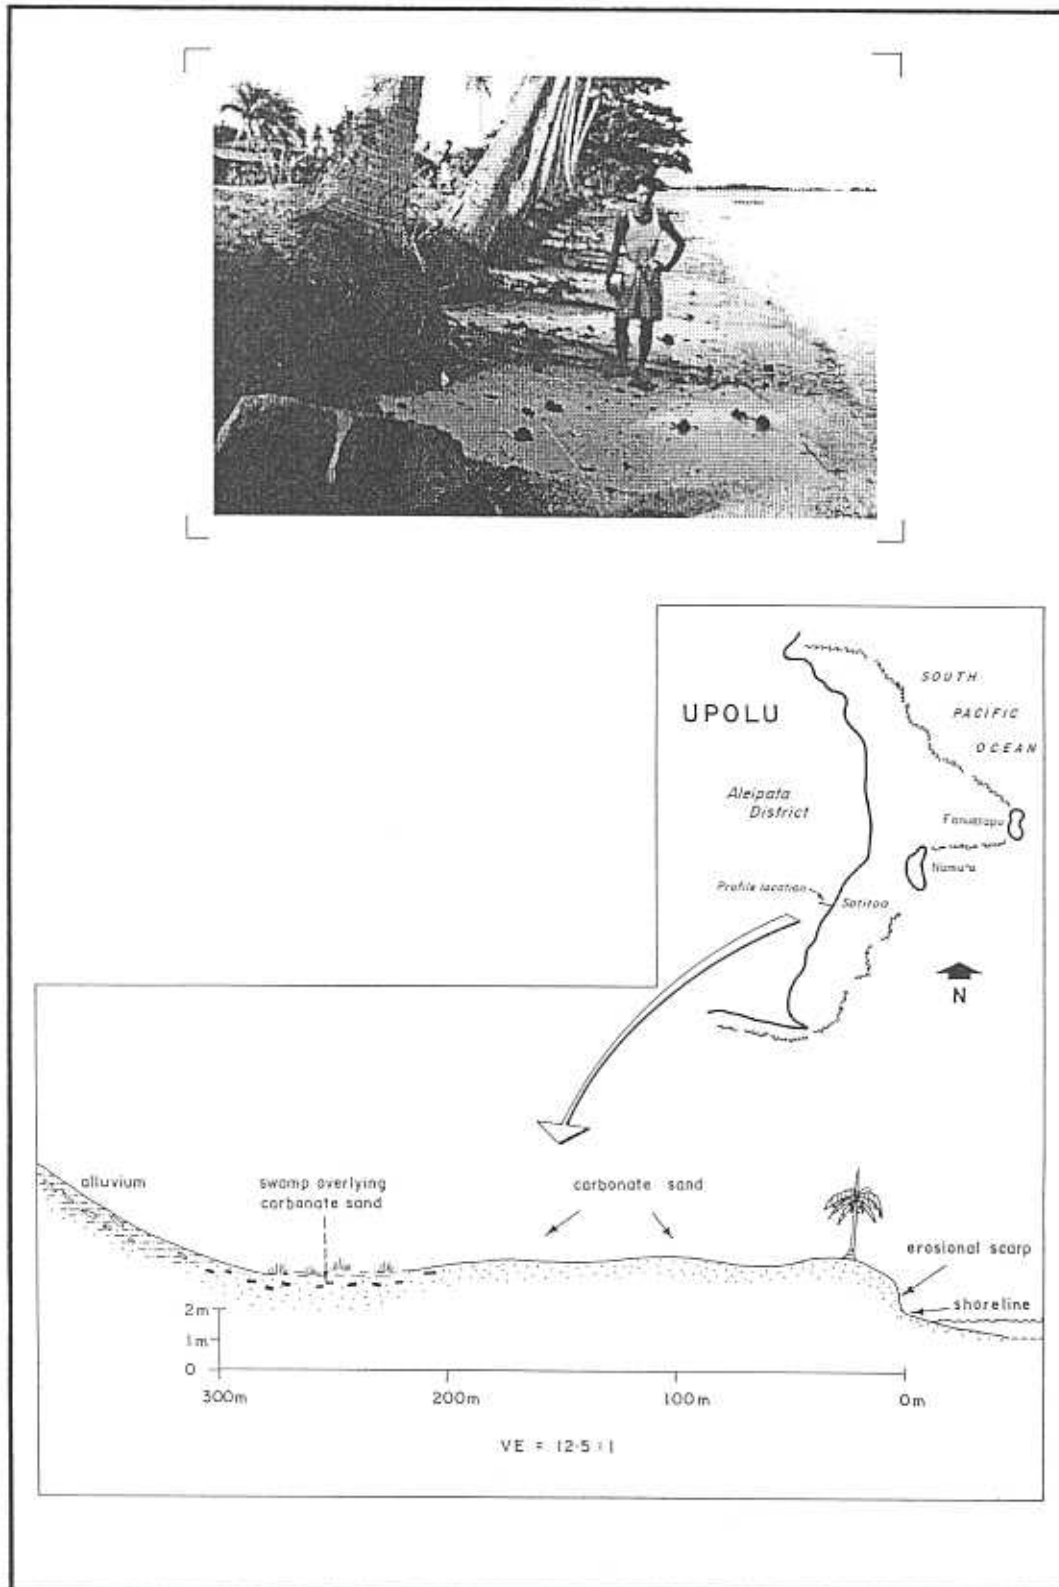 SOUTH
PACIFIC
OCEAN
UPOLU
Aleipata
District
Namu'a
Profile location
Satitoa
N
alluvium
swamp overlying
carbonate sand
carbonate sand
erosional scarp
shoreline
2m
1m
0
300m
200m
100m
0m
VE = 12·5:1